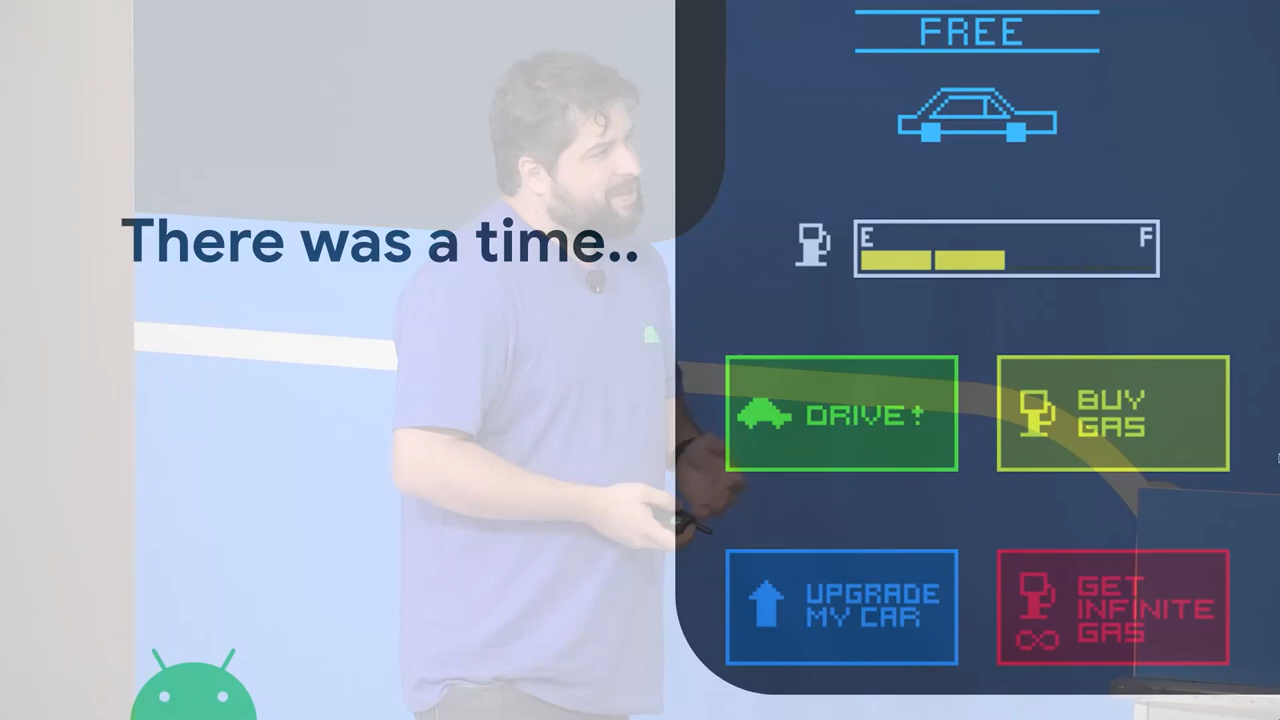 There was a time..
FREE
E F
DRIVE!
BUY
GAS
UPGRADE
MY CAR
GET
INFINITE
GAS